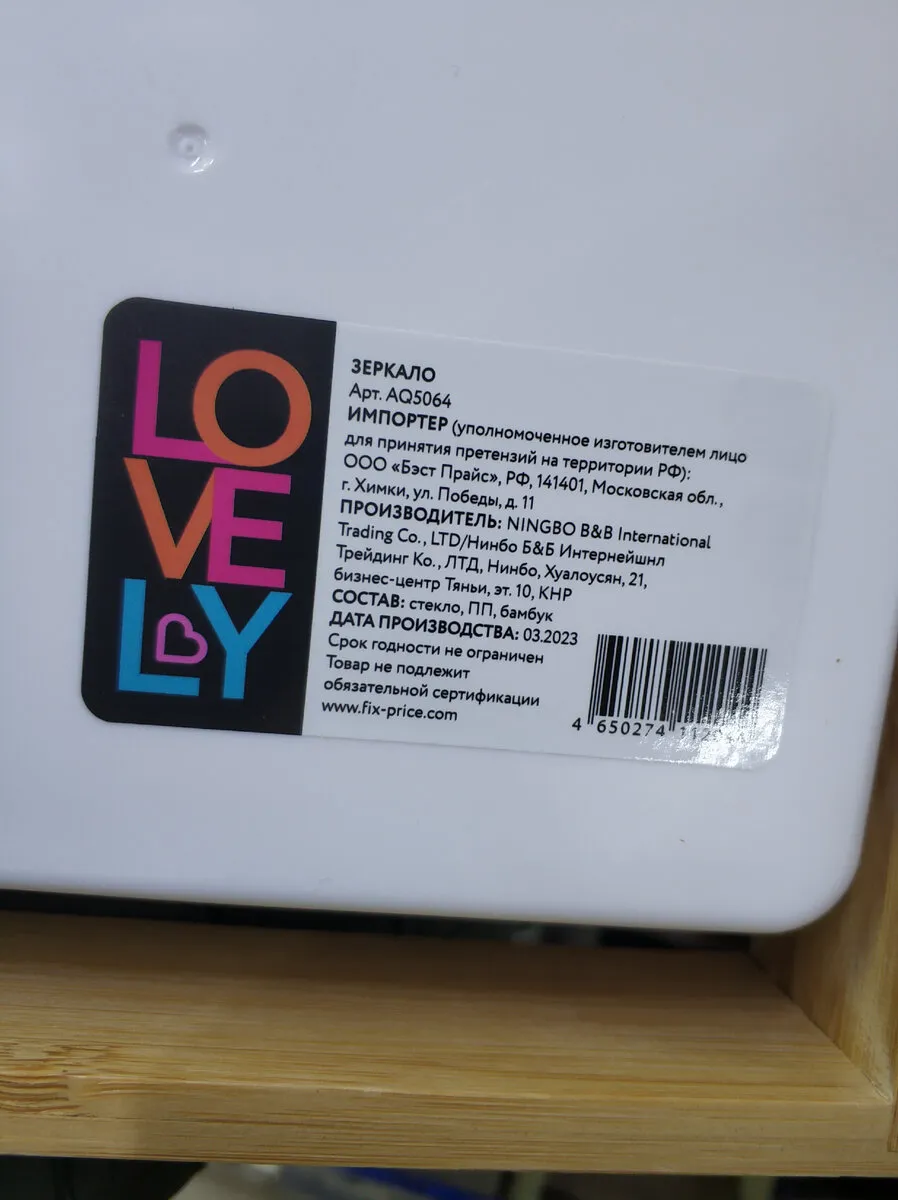 LOVELY
ЗЕРКАЛО
Арт. AQ5064
ИМПОРТЕР (уполномоченное изготовителем лицо
для принятия претензий на территории РФ):
ООО «Бэст Прайс», РФ, 141401, Московская обл.,
г. Химки, ул. Победы, д. 11
ПРОИЗВОДИТЕЛЬ: NINGBO B&B International
Trading Co., LTD/Нинбо Б&Б Интернейшнл
Трейдинг Ко., ЛТД, Нинбо, Хуалоусян, 21,
бизнес-центр Тяньи, эт. 10, КНР
СОСТАВ: стекло, ПП, бамбук
ДАТА ПРОИЗВОДСТВА: 03.2023
Срок годности не ограничен
Товар не подлежит
обязательной сертификации
www.fix-price.com
4 650274